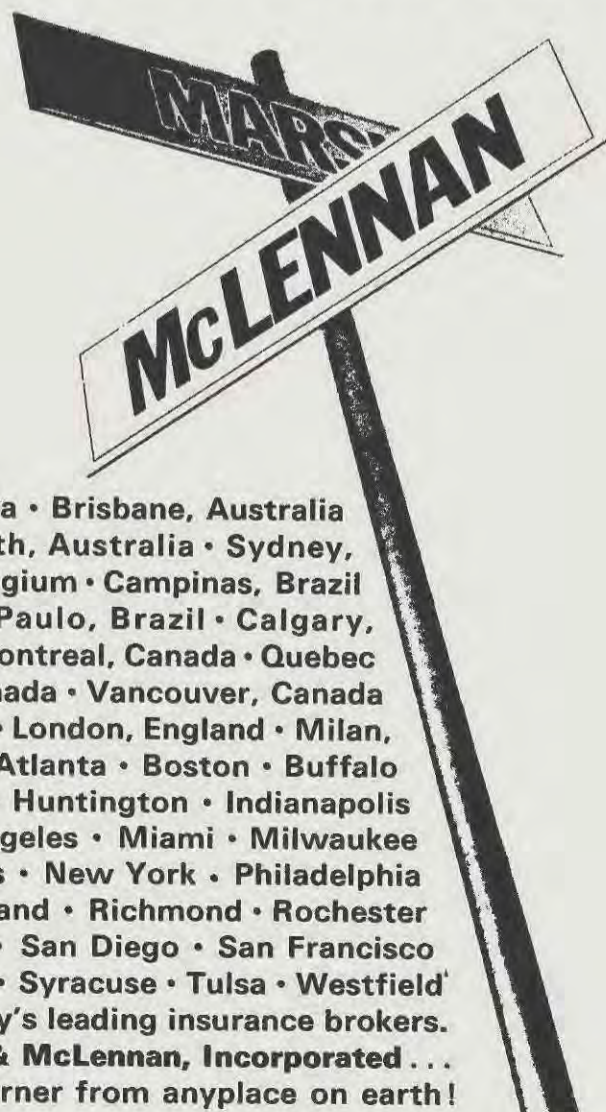 MARS
McLENNAN
a • Brisbane, Australia
th, Australia • Sydney,
gium • Campinas, Brazil
Paulo, Brazil • Calgary,
ontreal, Canada • Quebec
nada • Vancouver, Canada
• London, England • Milan,
Atlanta • Boston • Buffalo
Huntington • Indianapolis
geles • Miami • Milwaukee
s • New York • Philadelphia
and • Richmond • Rochester
• San Diego • San Francisco
• Syracuse • Tulsa • Westfield
y's leading insurance brokers.
& McLennan, Incorporated...
rner from anyplace on earth!